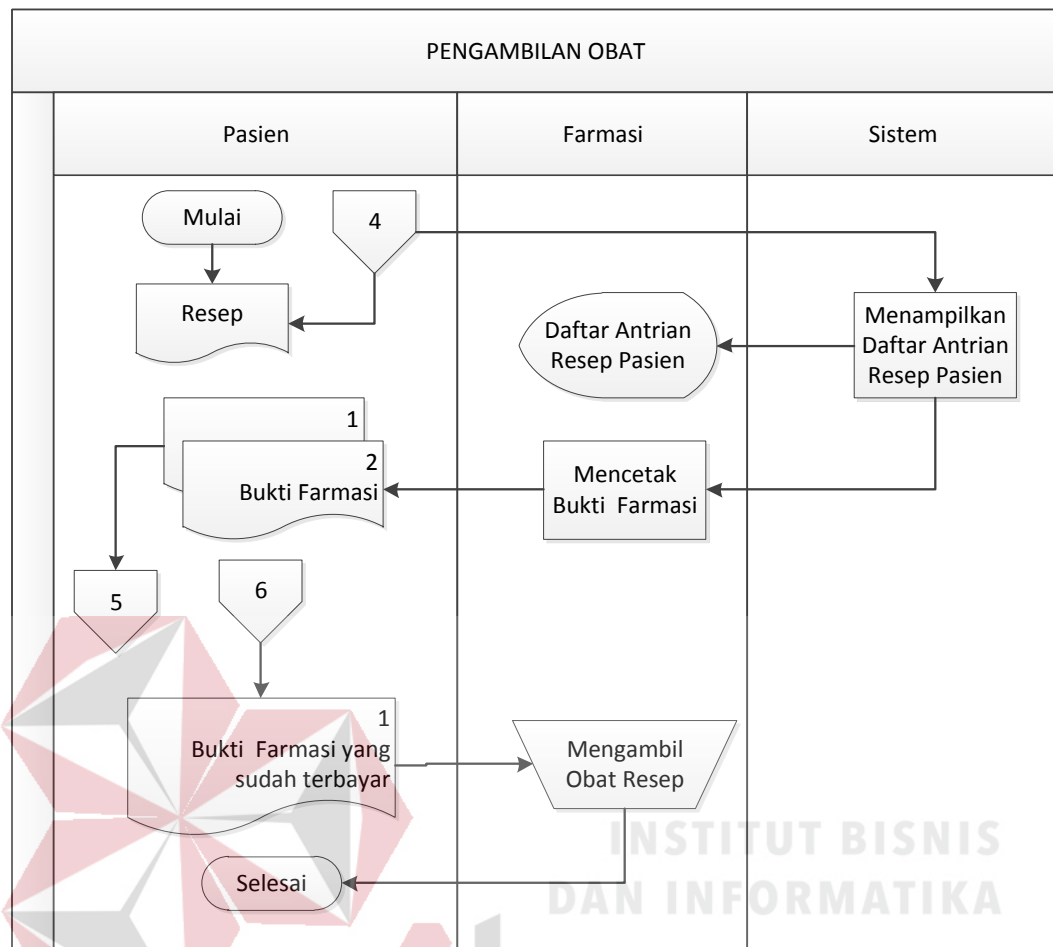 PENGAMBILAN OBAT
Pasien
Farmasi
Sistem
Mulai
4
Resep
Daftar Antrian
Resep Pasien
Menampilkan
Daftar Antrian
Resep Pasien
1
2
Bukti Farmasi
Mencetak
Bukti Farmasi
5
6
1
Bukti Farmasi yang
sudah terbayar
Mengambil
Obat Resep
Selesai
INSTITUT BISNIS
DAN INFORMATIKA